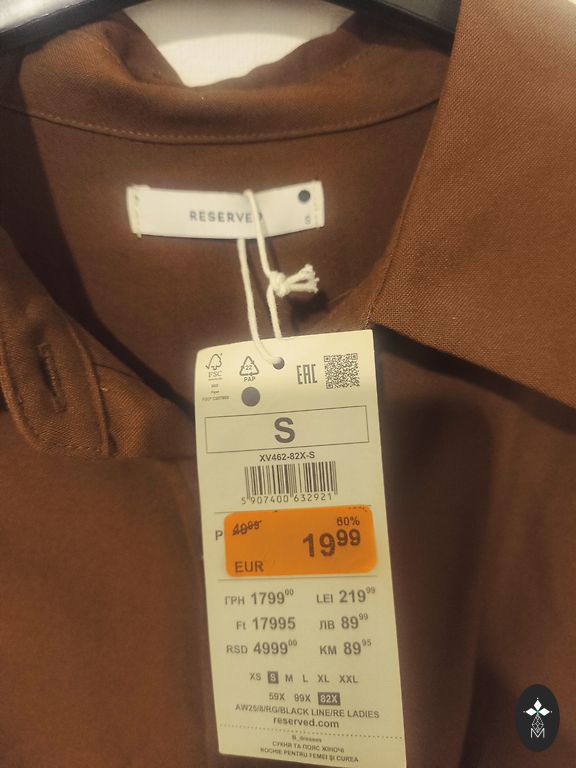 RESERVED
S
FSC
22
PAP
EAC
S
XV462-82X-S
5 907400 632921
60%
19⁹⁹
EUR
ГРН 1799⁰⁰ LEI 219⁹⁹
Ft 17995 ЛВ 89⁹⁹
RSD 4999⁰⁰ KM 89⁹⁵
XS S M L XL XXL
59X 99X 82X
AW25/8/RG/BLACK LINE/RE LADIES
reserved.com
B_dresses
СУКНЯ ТА ПОЯС ЖІНОЧІ
ROCHIE PENTRU FEMEI ȘI CUREA
M